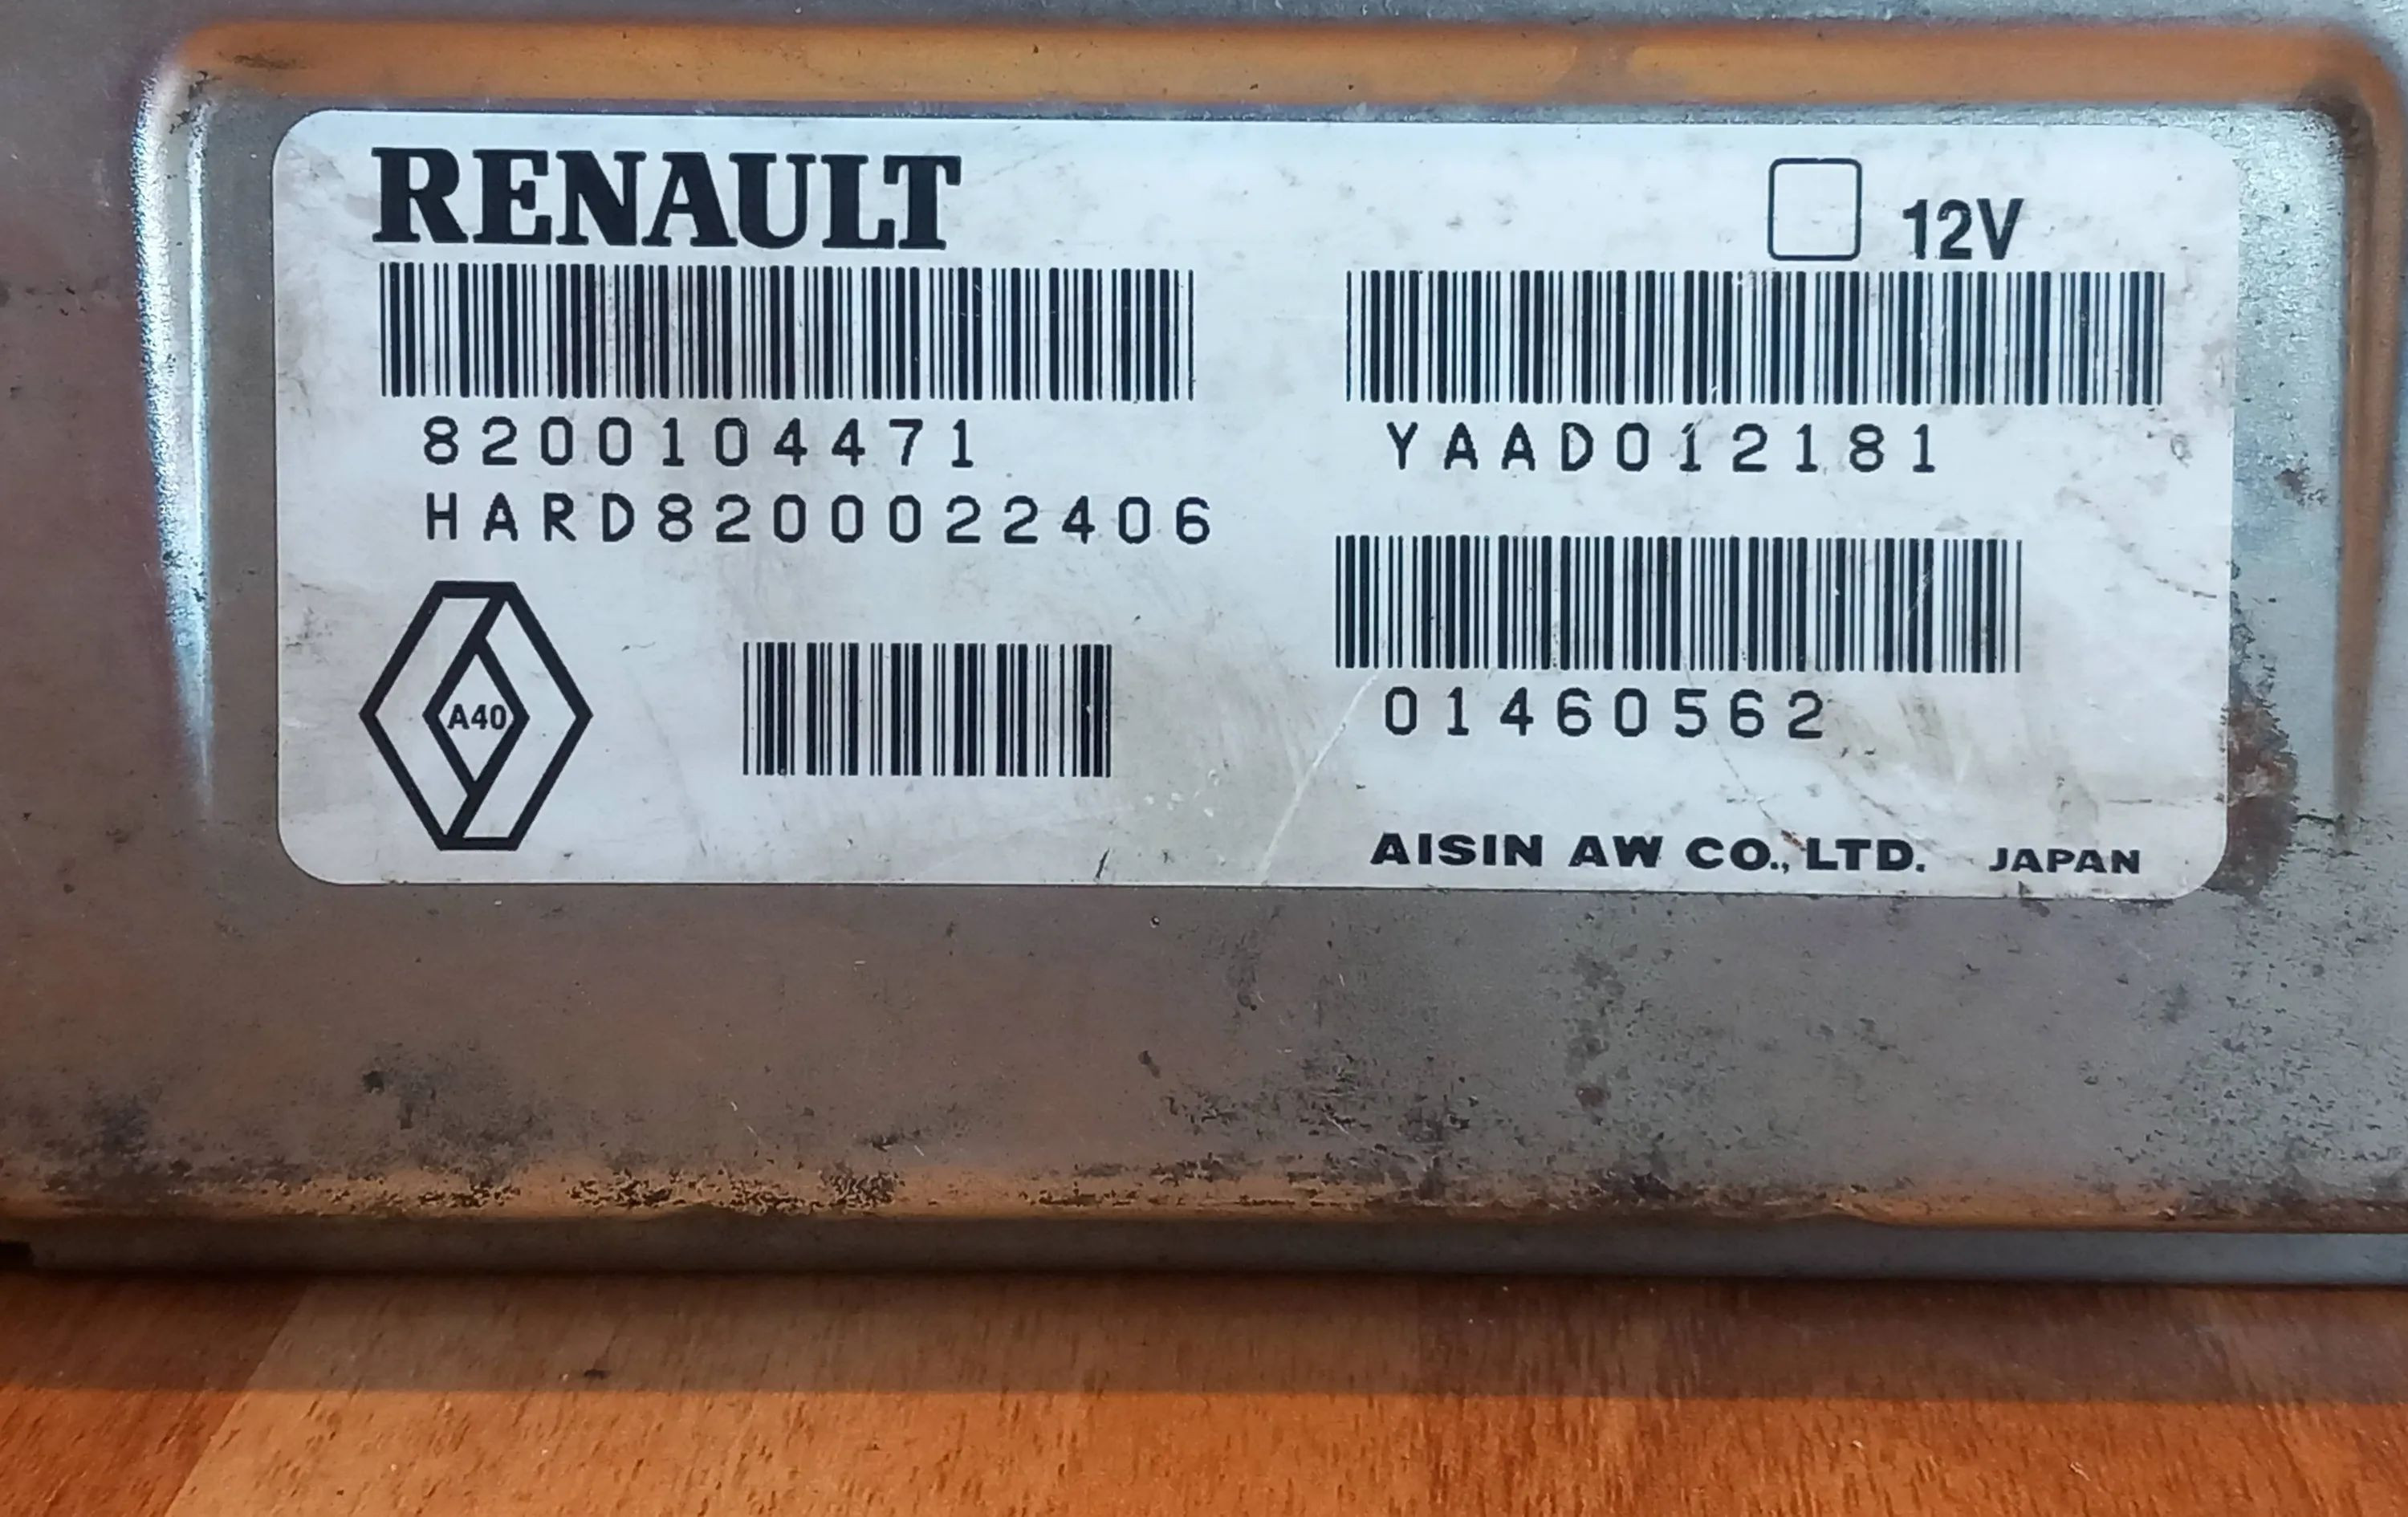 RENAULT
12V
8200104471
HARD8200022406
YAAD012181
A40
01460562
AISIN AW CO., LTD. JAPAN